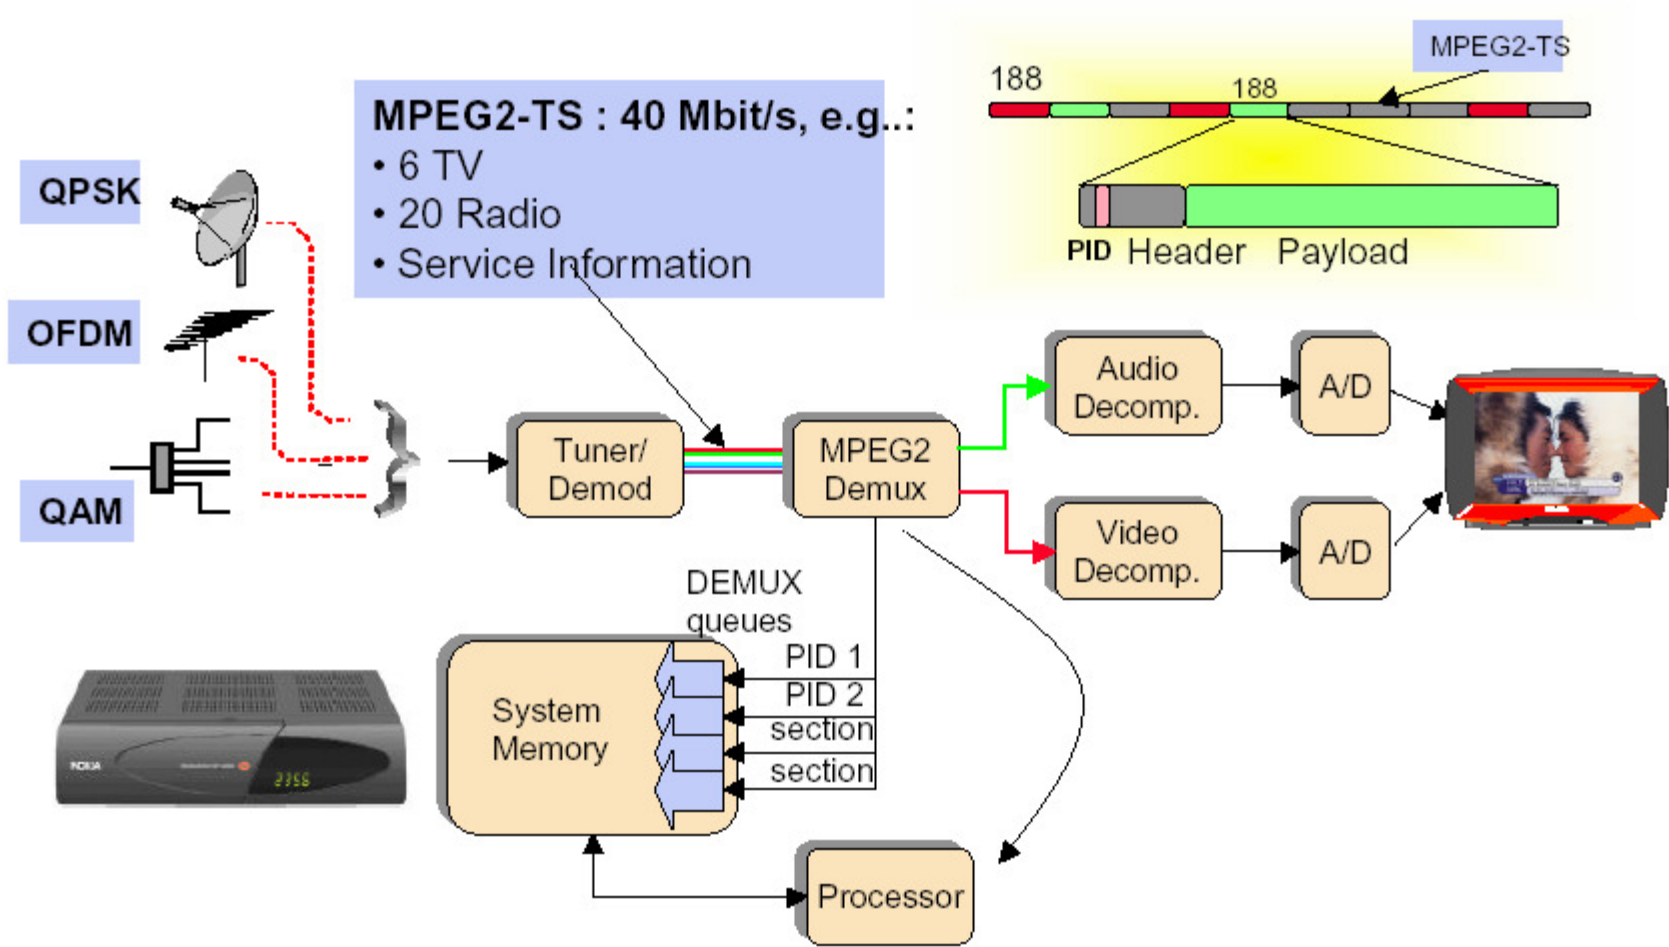 MPEG2-TS
188
188
MPEG2-TS : 40 Mbit/s, e.g..:
• 6 TV
• 20 Radio
• Service Information
QPSK
PID Header Payload
OFDM
Audio
Decomp.
A/D
Tuner/
Demod
MPEG2
Demux
QAM
Video
Decomp.
A/D
DEMUX
queues
PID 1
PID 2
section
section
System
Memory
NOKIA
2356
Processor